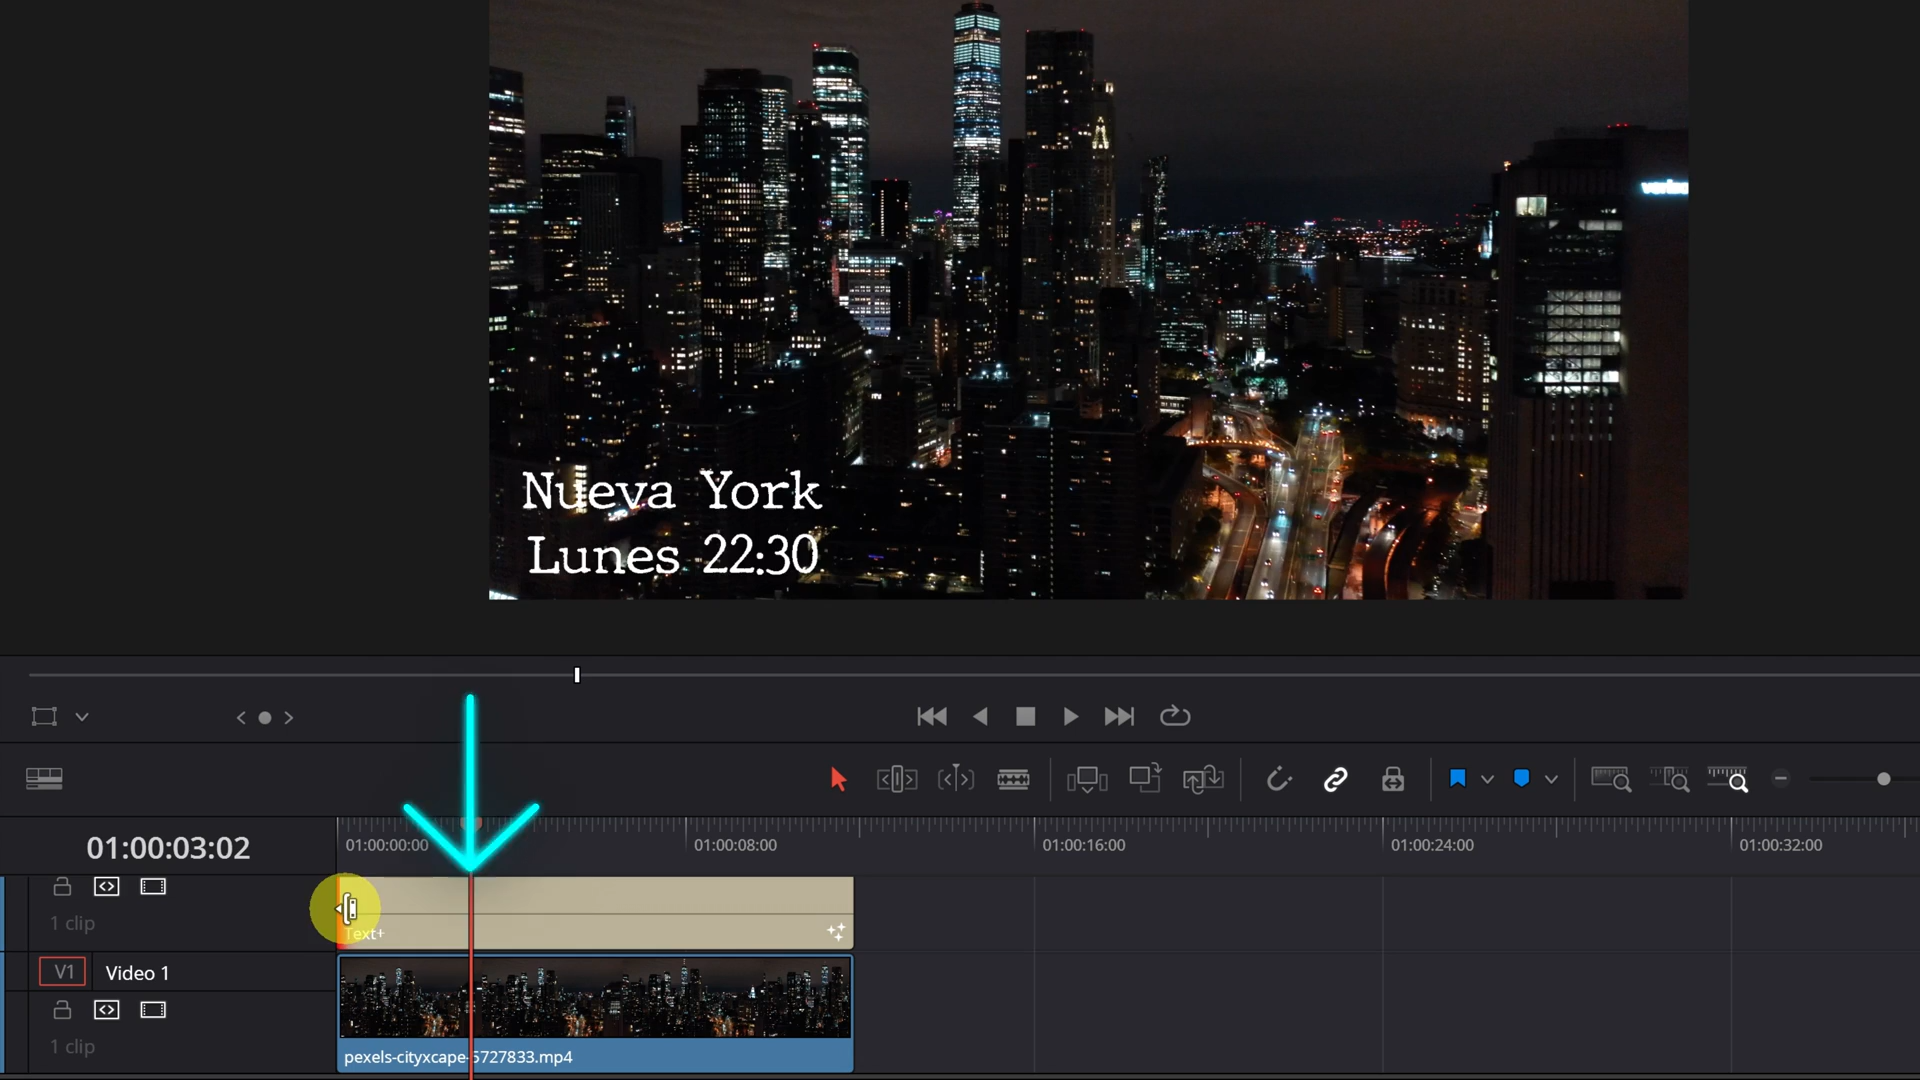 Nueva York
Lunes 22:30
01:00:03:02
01:00:00:00
01:00:08:00
01:00:16:00
01:00:24:00
01:00:32:00
1 clip
Text+
V1
Video 1
1 clip
pexels-cityxcape-5727833.mp4